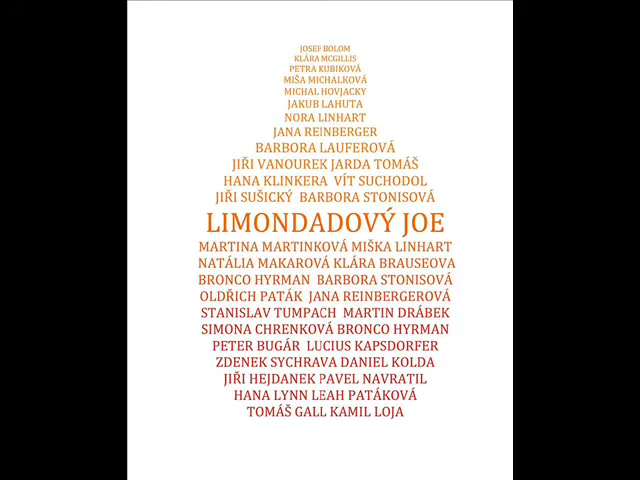 JOSEF BOLOM
KLÁRA MCGILLIS
PETRA KUBIKOVÁ
MIŠA MICHALKOVÁ
MICHAL HOVJACKY
JAKUB LAHUTA
NORA LINHART
JANA REINBERGER
BARBORA LAUFEROVÁ
JIŘI VANOUREK JARDA TOMÁŠ
HANA KLINKERA VÍT SUCHODOL
JIŘI SUŠICKÝ BARBORA STONISOVÁ
LIMONDADOVÝ JOE
MARTINA MARTINKOVÁ MIŠKA LINHART
NATÁLIA MAKAROVÁ KLÁRA BRAUSEOVA
BRONCO HYRMAN BARBORA STONISOVÁ
OLDŘICH PATÁK JANA REINBERGEROVÁ
STANISLAV TUMPACH MARTIN DRÁBEK
SIMONA CHRENKOVÁ BRONCO HYRMAN
PETER BUGÁR LUCIUS KAPSDORFER
ZDENEK SYCHRAVA DANIEL KOLDA
JIŘI HEJDANEK PAVEL NAVRATIL
HANA LYNN LEAH PATÁKOVÁ
TOMÁŠ GALL KAMIL LOJA